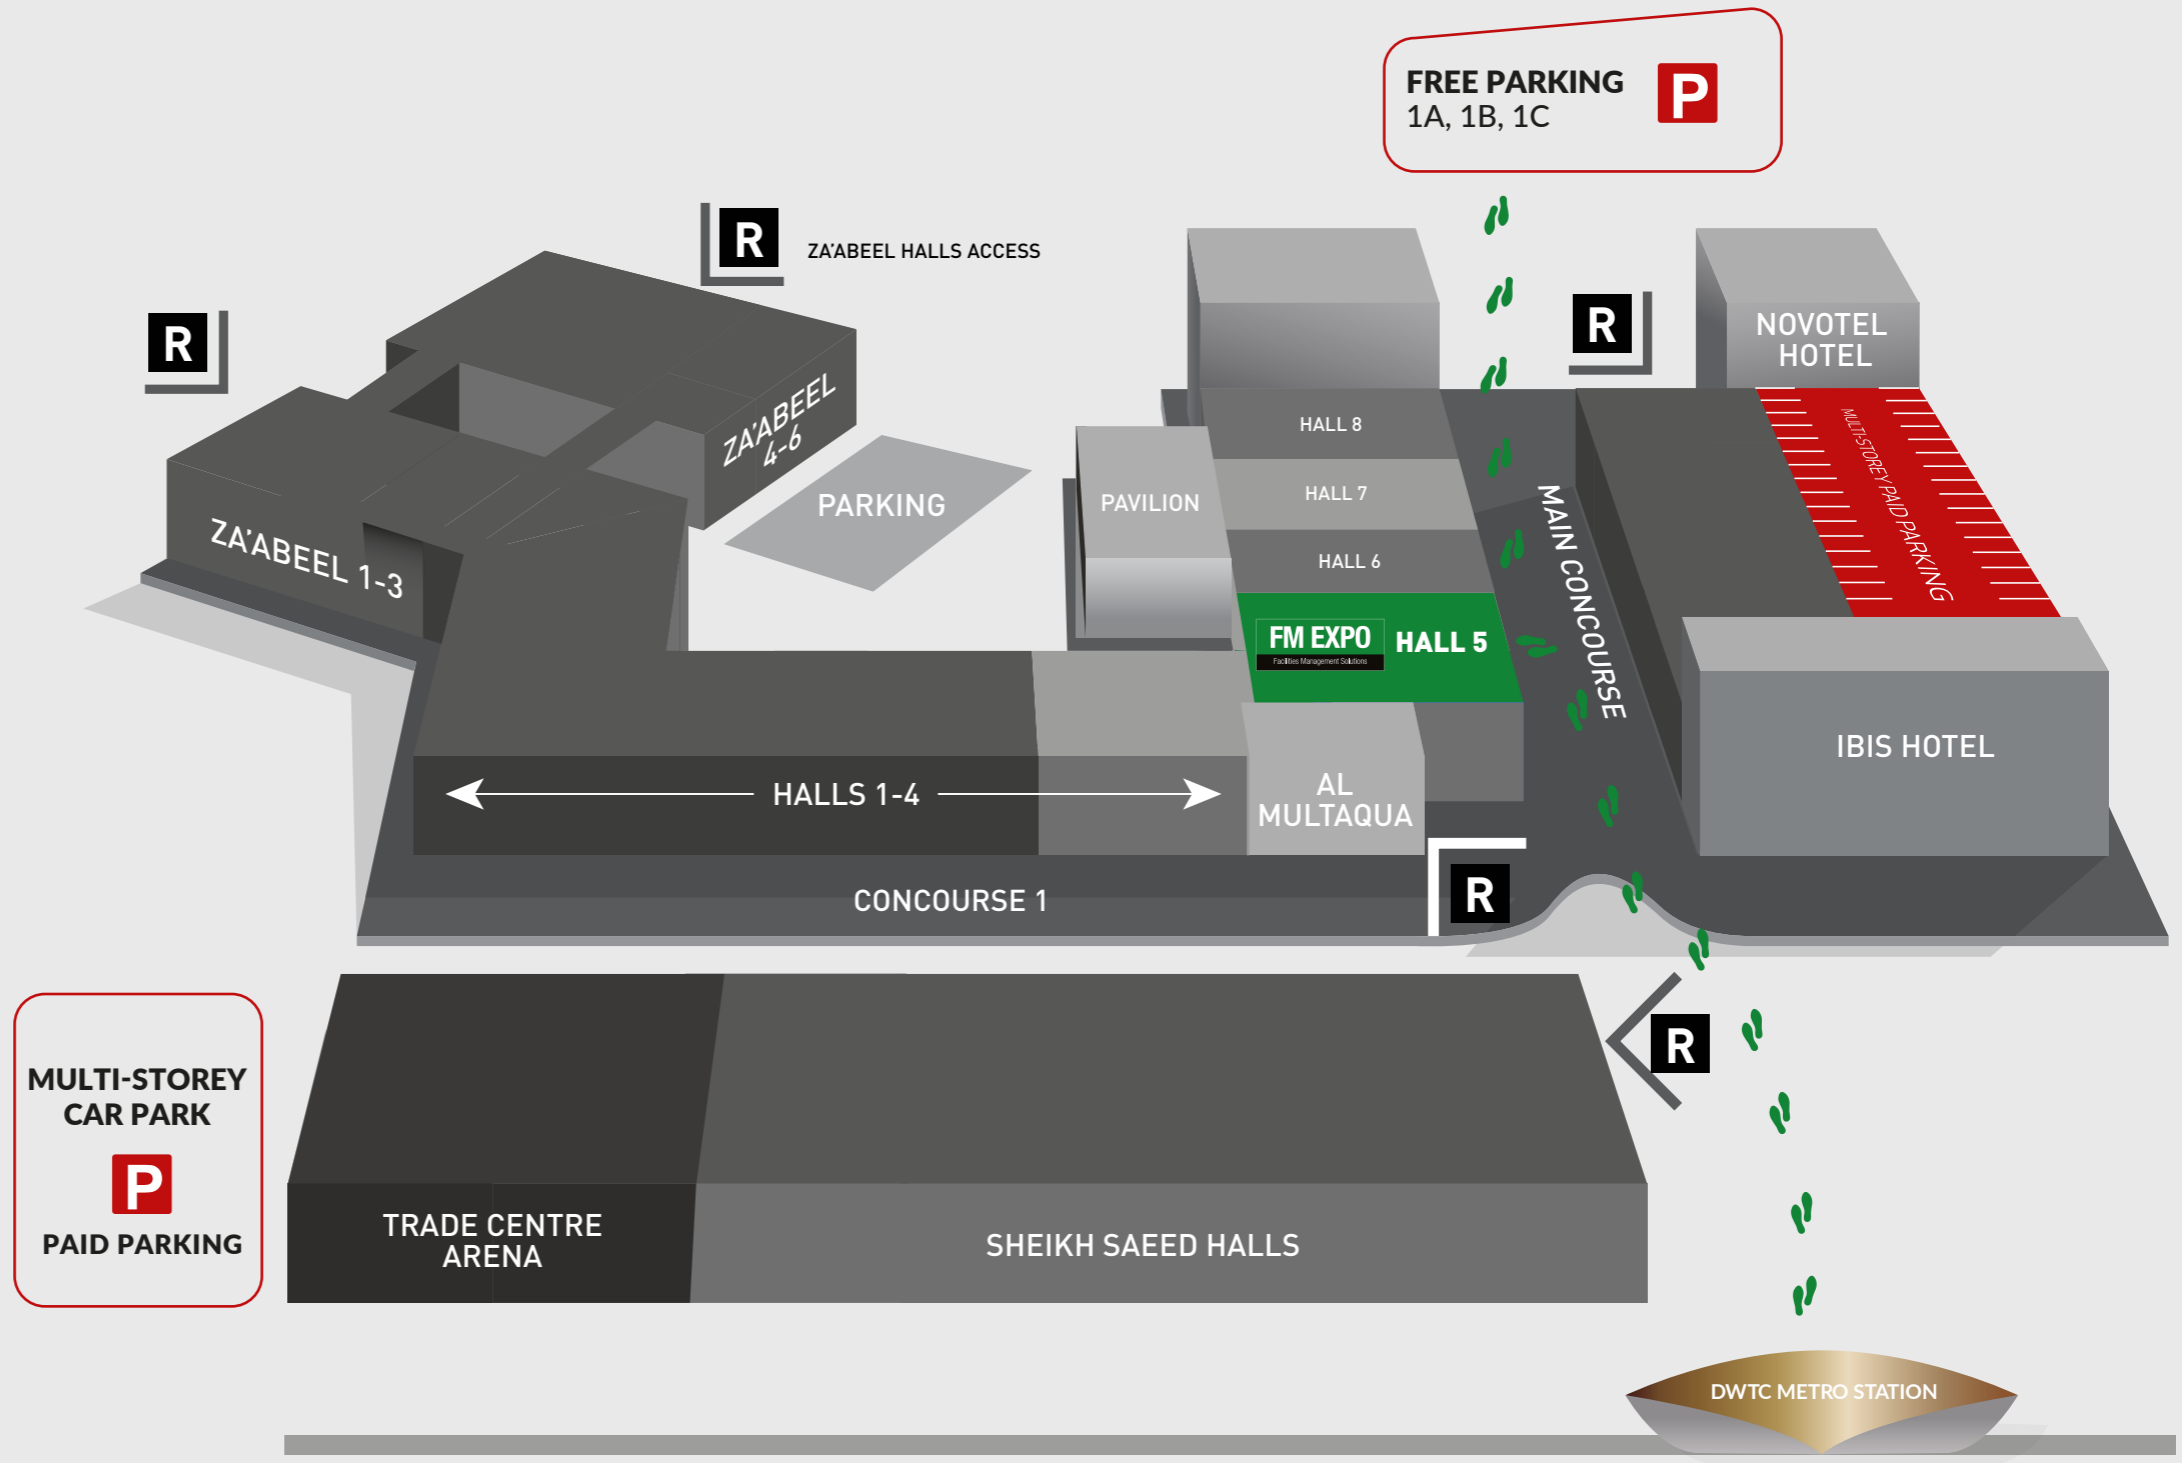 FREE PARKING
1A, 1B, 1C
P
R
ZA'ABEEL HALLS ACCESS
R
R
NOVOTEL
HOTEL
ZA'ABEEL
4-6
HALL 8
MULTI-STOREY PAID PARKING
PARKING
PAVILION
HALL 7
MAIN CONCOURSE
ZA'ABEEL 1-3
HALL 6
FM EXPO
Facilities Management Solutions
HALL 5
IBIS HOTEL
HALLS 1-4
AL
MULTAQUA
CONCOURSE 1
R
R
MULTI-STOREY
CAR PARK
P
PAID PARKING
TRADE CENTRE
ARENA
SHEIKH SAEED HALLS
DWTC METRO STATION